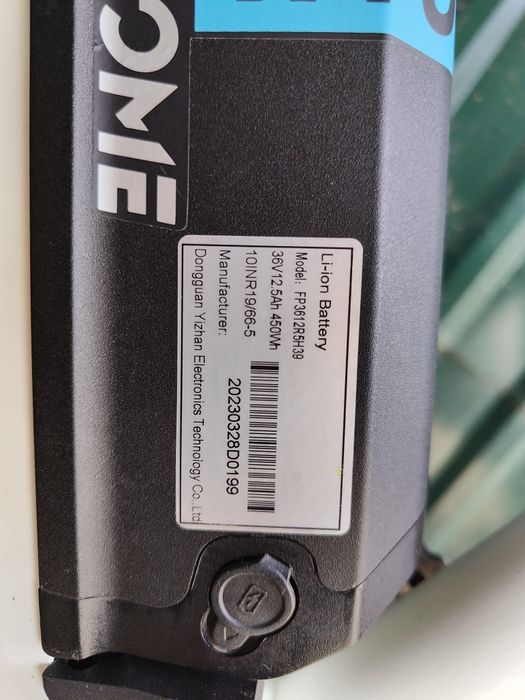 OME
Li-ion Battery
Model: FP3612R5H39
36V12.5Ah 450Wh
10INR19/66-5
Manufacturer:
20230328D0199
Dongguan Yizhan Electronics Technology Co.,Ltd